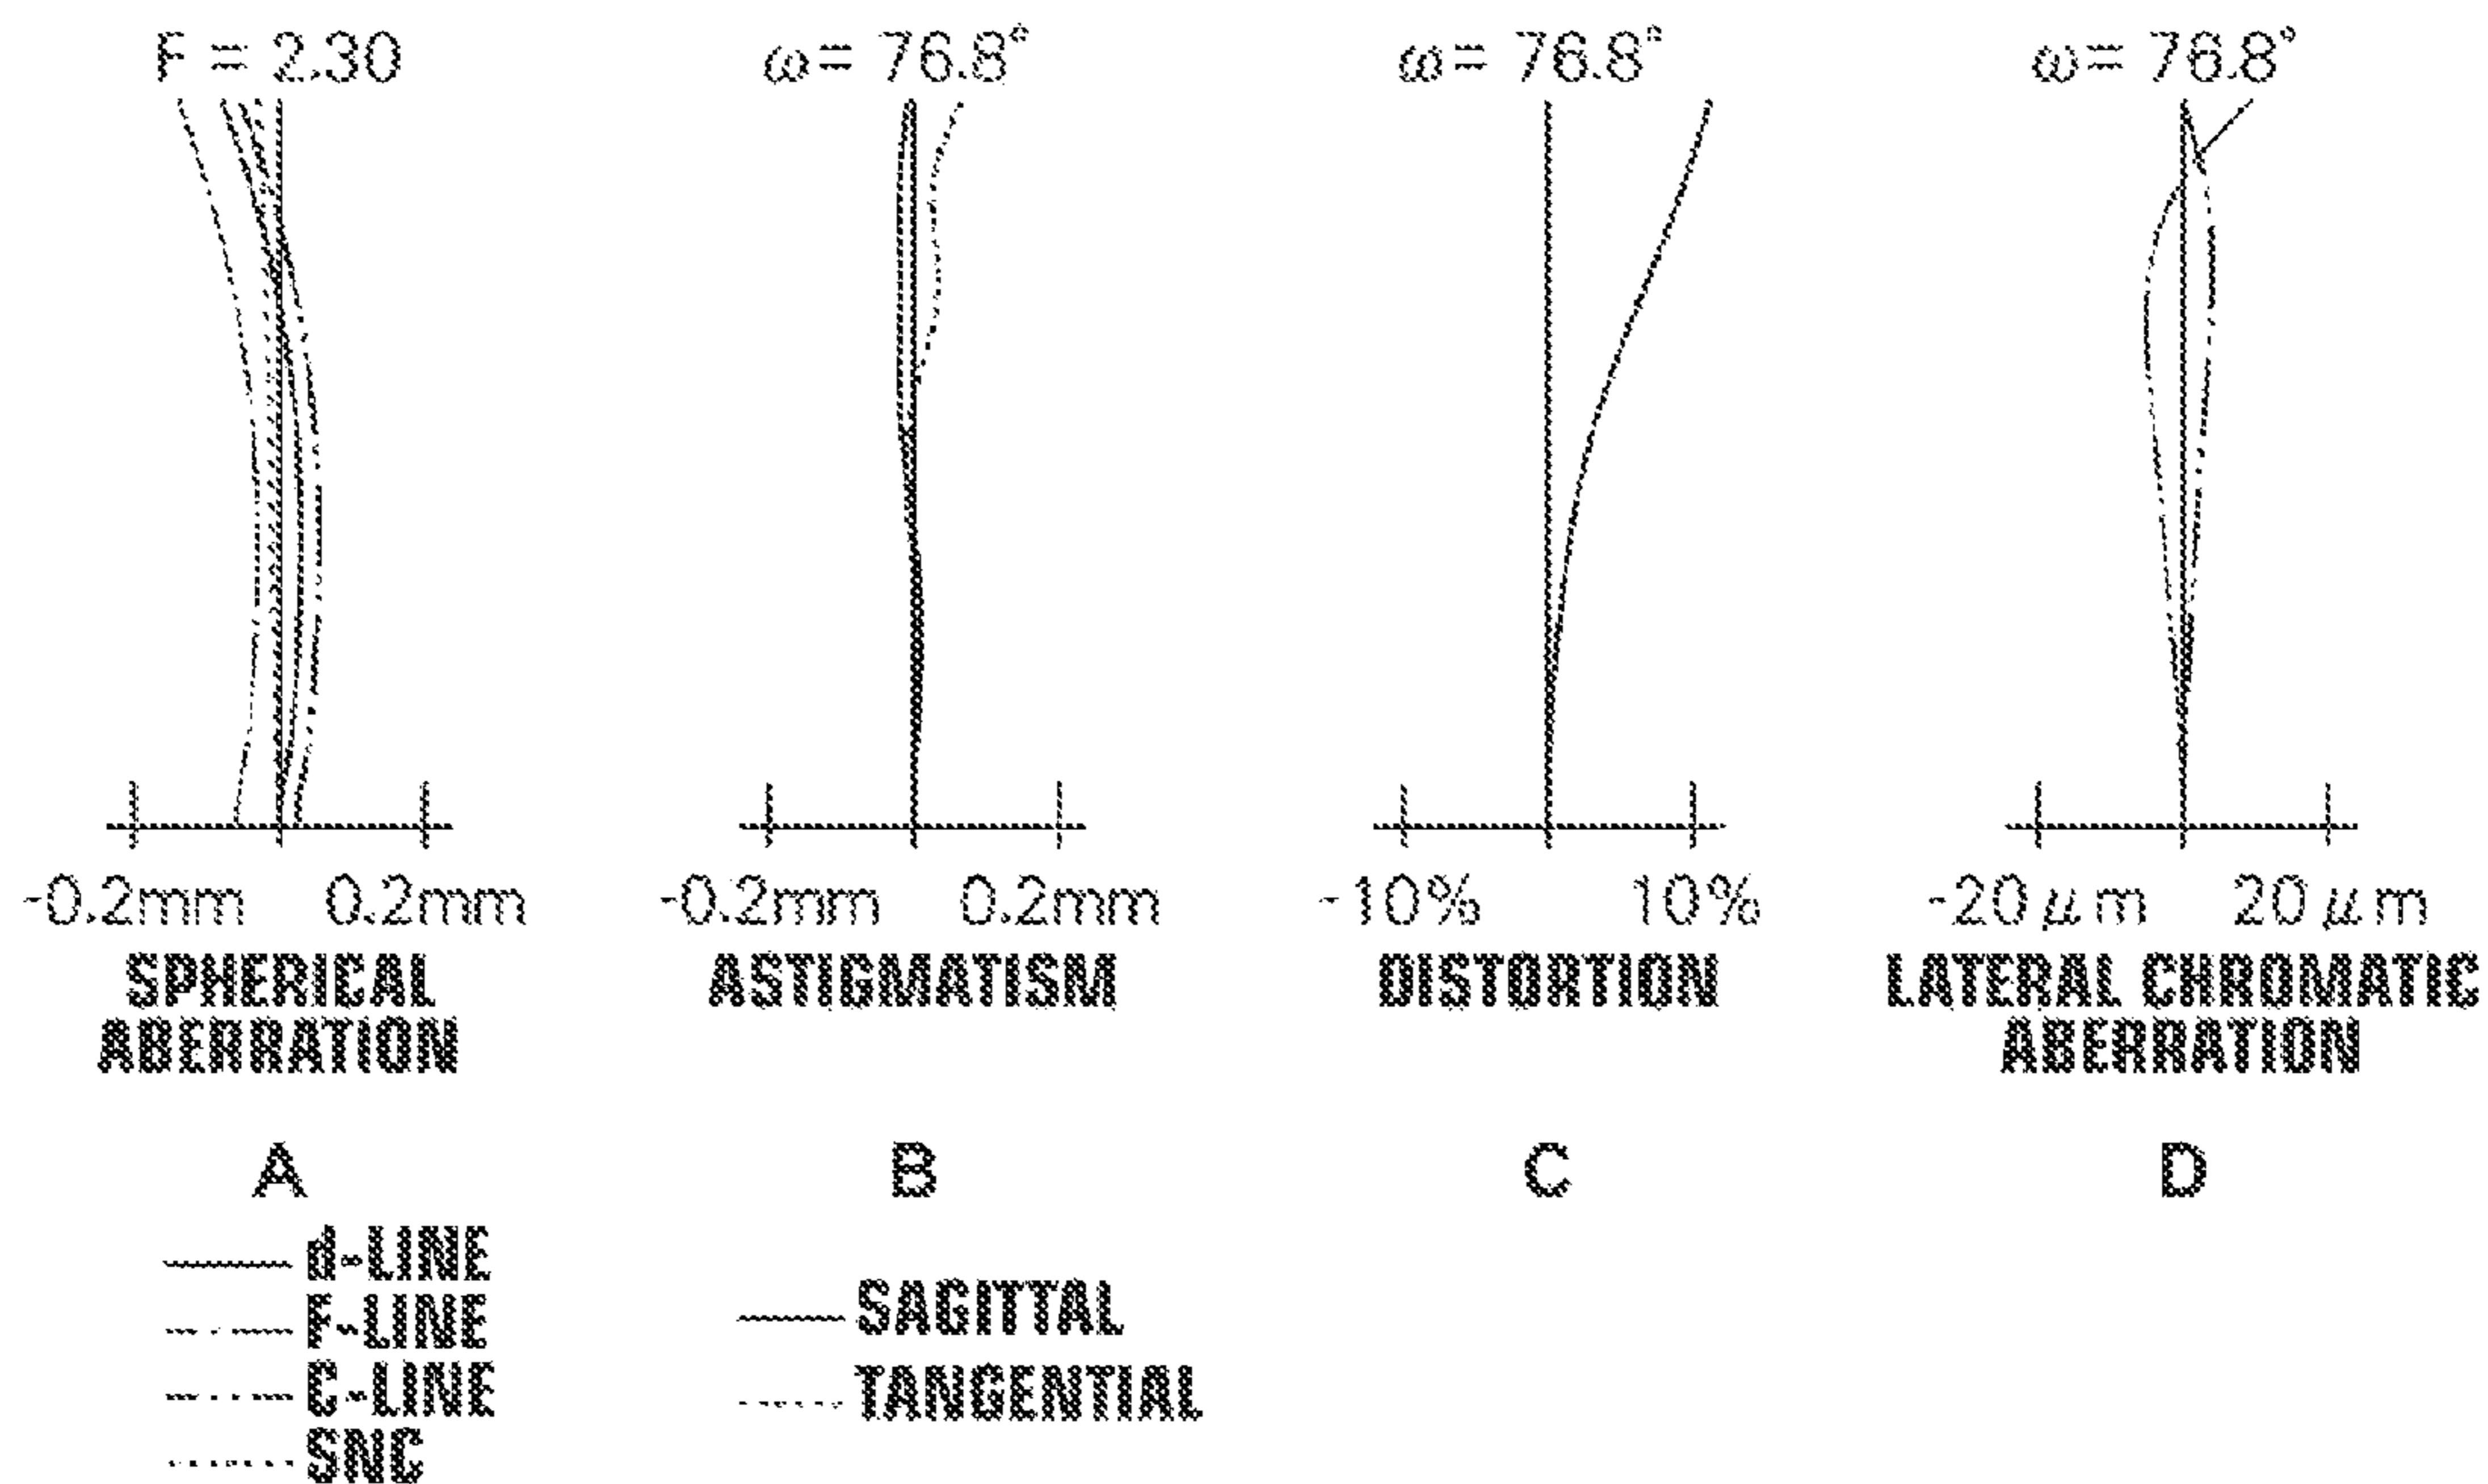 F = 2.30
ω= 76.8°
ω= 76.8°
ω= 76.8°
-0.2mm 0.2mm
-0.2mm 0.2mm
-10% 10%
-20μm 20μm
SPHERICAL
ABERRATION
ASTIGMATISM
DISTORTION
LATERAL CHROMATIC
ABERRATION
A
B
C
D
d-LINE
F-LINE
C-LINE
SNC
SAGITTAL
TANGENTIAL